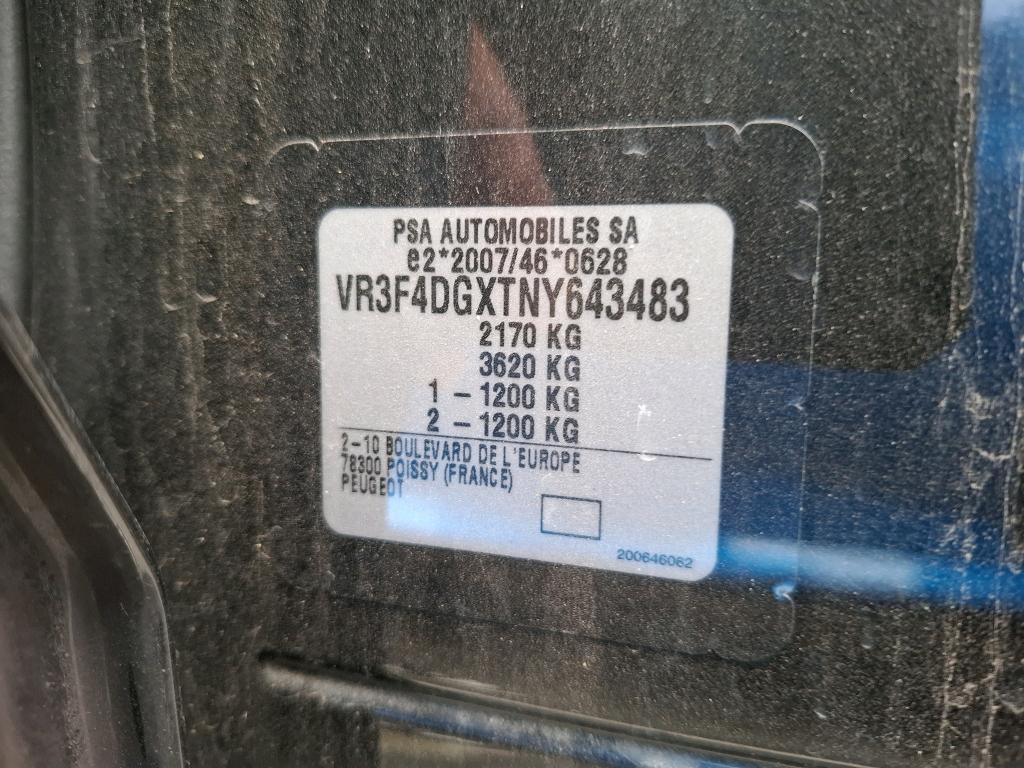 PSA AUTOMOBILES SA
e2*2007/46*0628
VR3F4DGXTNY643483
2170 KG
3620 KG
1 – 1200 KG
2 – 1200 KG
2–10 BOULEVARD DE L'EUROPE
78300 POISSY (FRANCE)
PEUGEOT
200646062